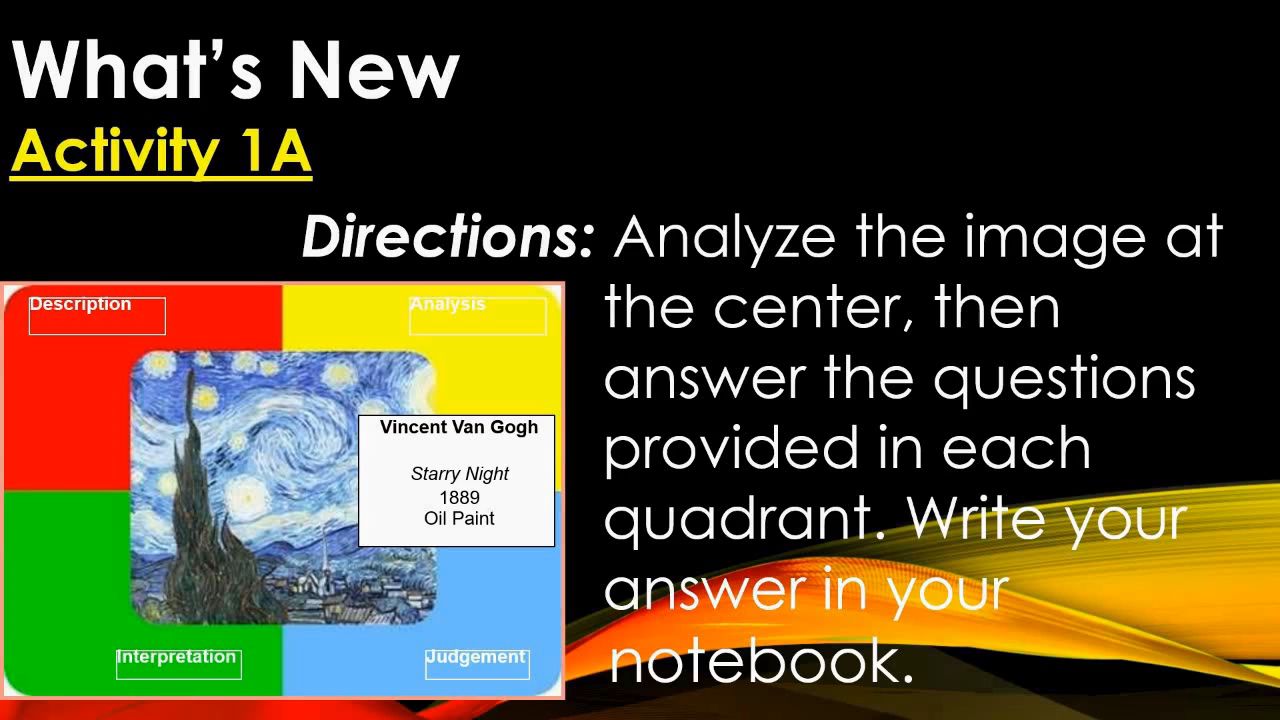 What’s New
Activity 1A
Directions: Analyze the image at
the center, then
answer the questions
provided in each
quadrant. Write your
answer in your
notebook.
Description
Analysis
Vincent Van Gogh
Starry Night
1889
Oil Paint
Interpretation
Judgement